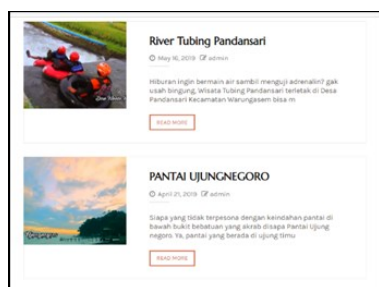 River Tubing Pandansari
May 16, 2019 admin
Hiburan ingin bermain air sambil menguji adrenalin? gak
usah bingung, Wisata Tubing Pandansari terletak di Desa
Pandansari Kecamatan Warungasem bisa m
READ MORE
PANTAI UJUNGNEGORO
April 21, 2019 admin
Siapa yang tidak terpesona dengan keindahan pantai di
bawah bukit bebatuan yang akrab disapa Pantai Ujung
negoro. Ya, pantai yang berada di ujung timu
READ MORE